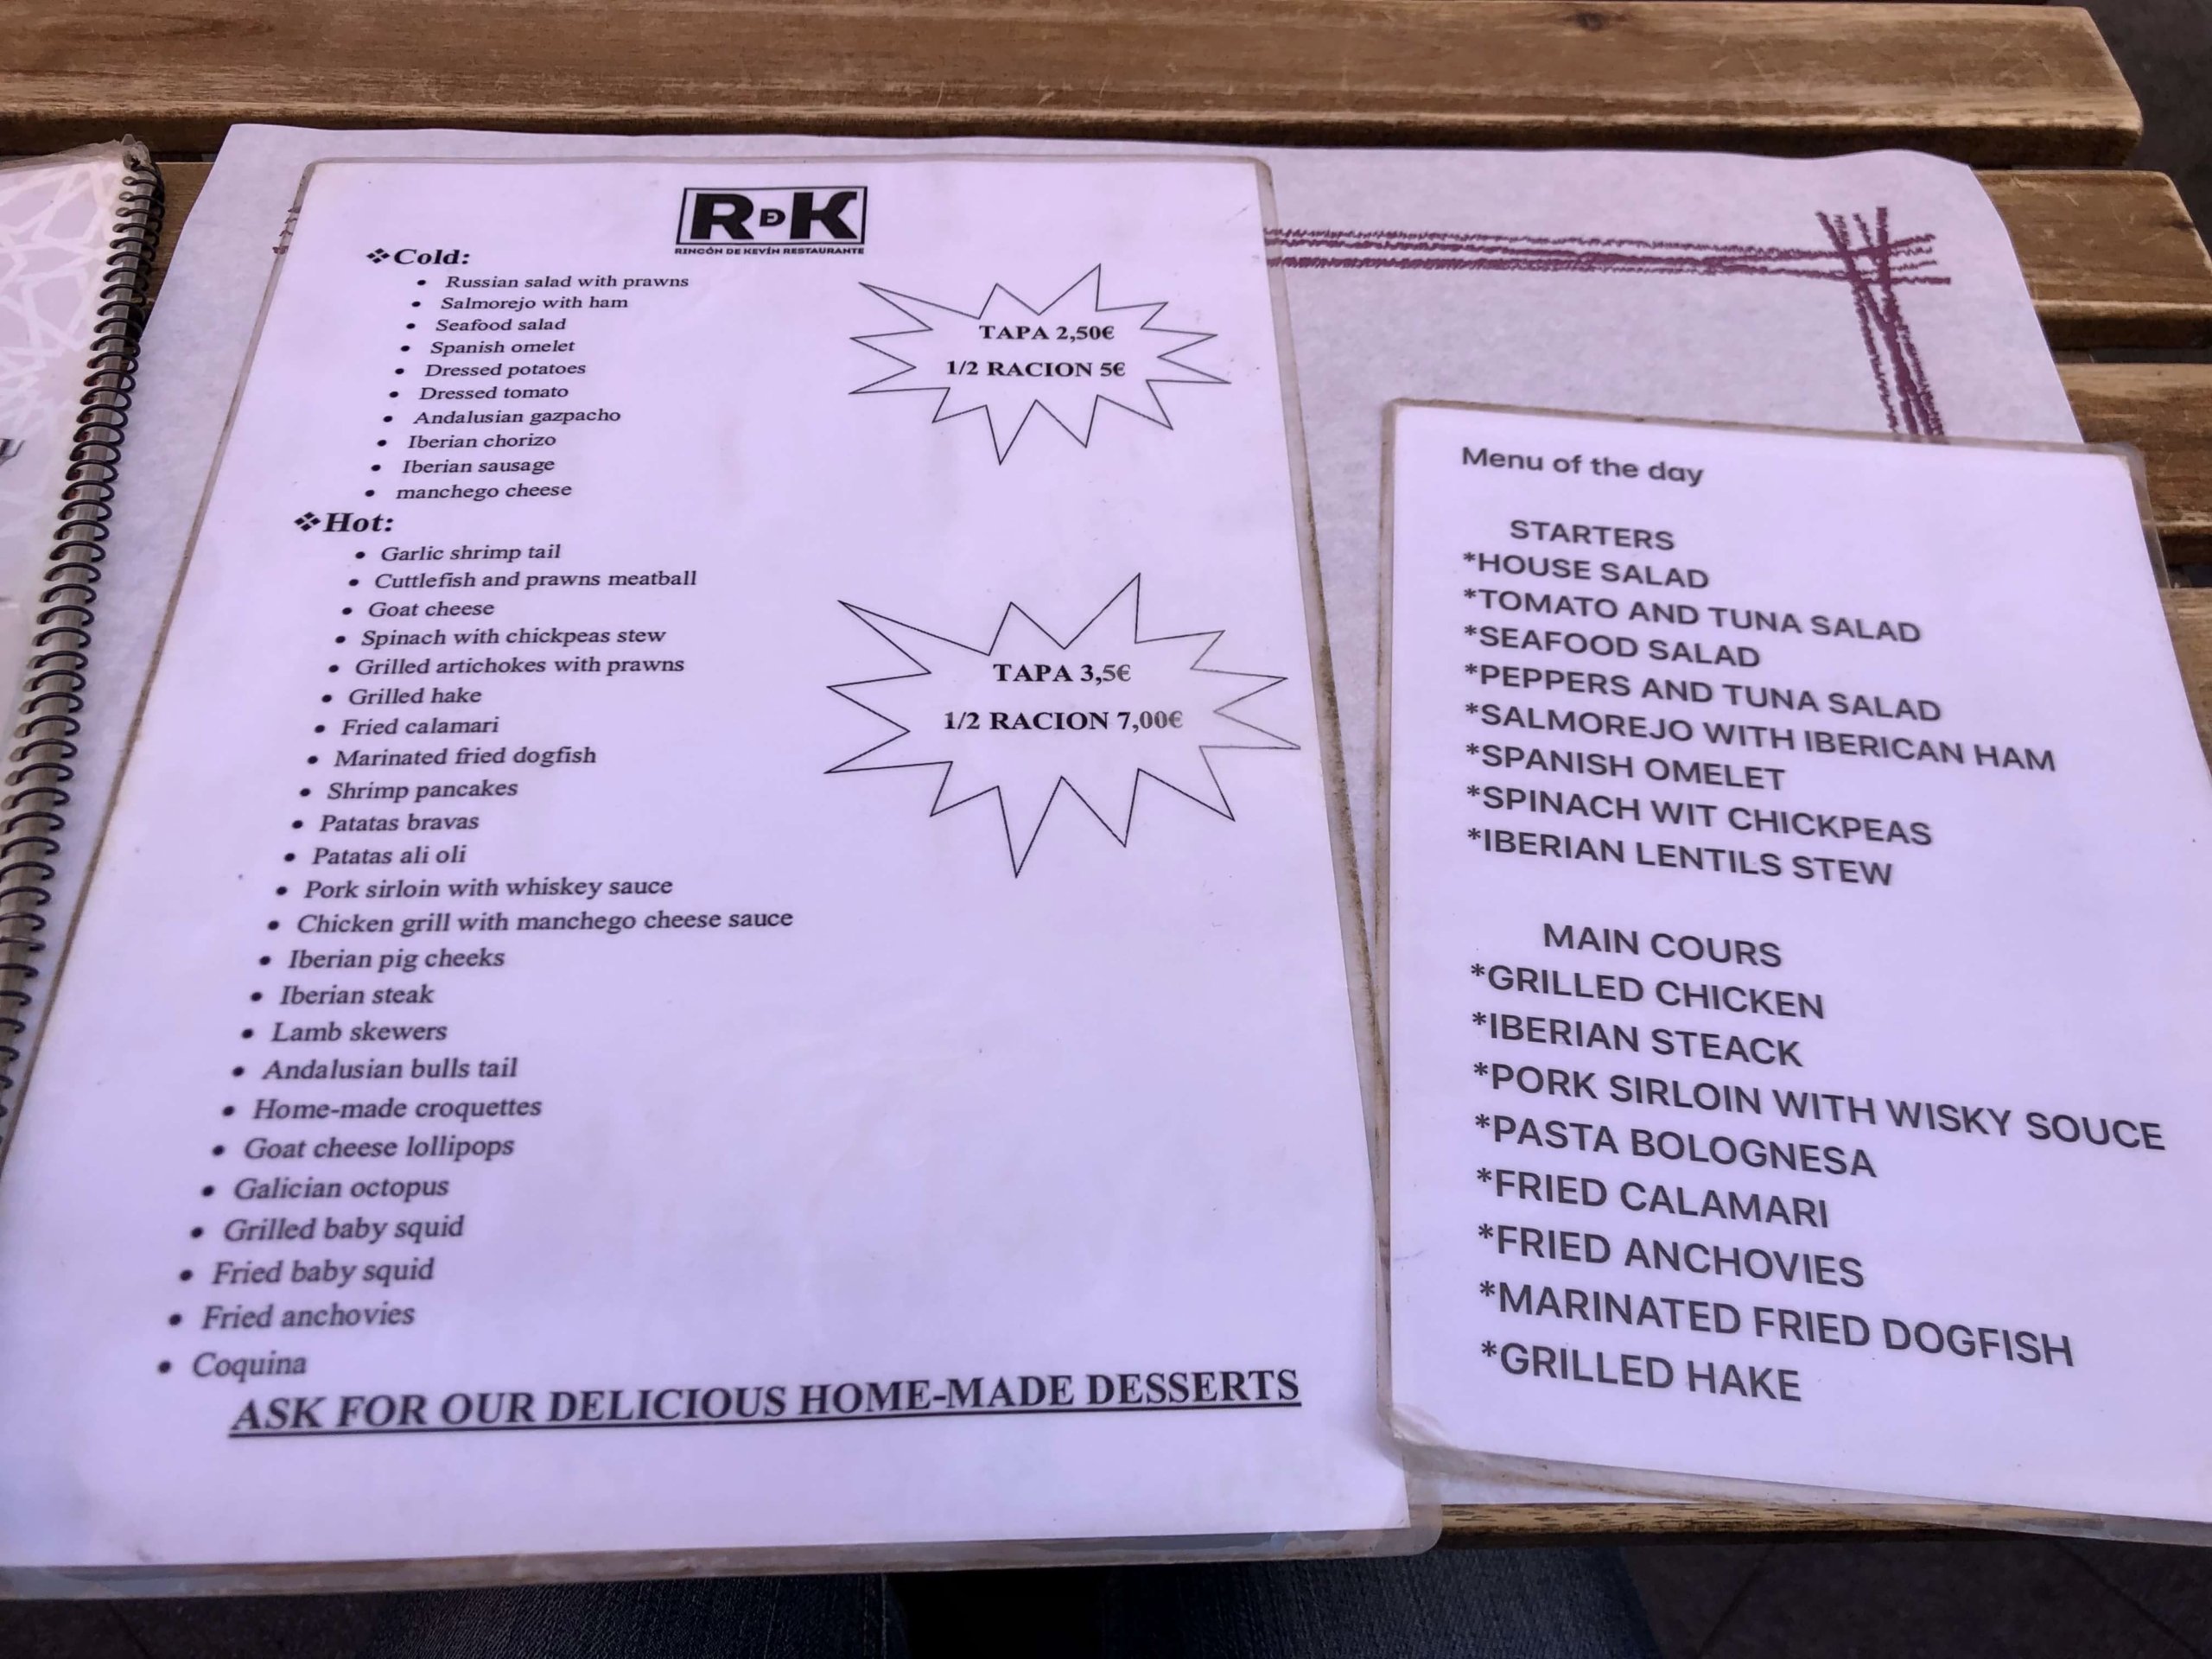 RDEK
RINCÓN DE KEVÍN RESTAURANTE
Cold:
Russian salad with prawns
Salmorejo with ham
Seafood salad
Spanish omelet
Dressed potatoes
Dressed tomato
Andalusian gazpacho
Iberian chorizo
Iberian sausage
manchego cheese
TAPA 2,50€
1/2 RACION 5€
Hot:
Garlic shrimp tail
Cuttlefish and prawns meatball
Goat cheese
Spinach with chickpeas stew
Grilled artichokes with prawns
Grilled hake
Fried calamari
Marinated fried dogfish
Shrimp pancakes
Patatas bravas
Patatas ali oli
Pork sirloin with whiskey sauce
Chicken grill with manchego cheese sauce
Iberian pig cheeks
Iberian steak
Lamb skewers
Andalusian bulls tail
Home-made croquettes
Goat cheese lollipops
Galician octopus
Grilled baby squid
Fried baby squid
Fried anchovies
Coquina
TAPA 3,5€
1/2 RACION 7,00€
ASK FOR OUR DELICIOUS HOME-MADE DESSERTS
Menu of the day
STARTERS
*HOUSE SALAD
*TOMATO AND TUNA SALAD
*SEAFOOD SALAD
*PEPPERS AND TUNA SALAD
*SALMOREJO WITH IBERICAN HAM
*SPANISH OMELET
*SPINACH WIT CHICKPEAS
*IBERIAN LENTILS STEW
MAIN COURS
*GRILLED CHICKEN
*IBERIAN STEACK
*PORK SIRLOIN WITH WISKY SOUCE
*PASTA BOLOGNESA
*FRIED CALAMARI
*FRIED ANCHOVIES
*MARINATED FRIED DOGFISH
*GRILLED HAKE